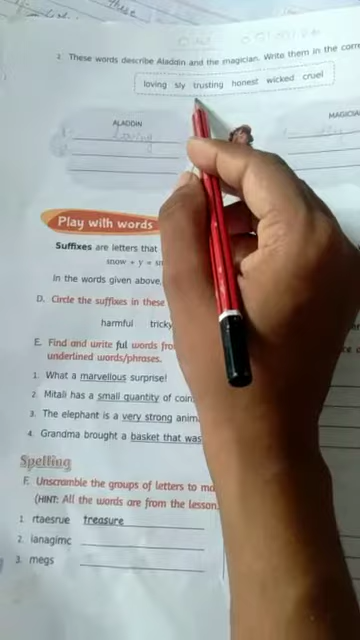 2. These words describe Aladdin and the magician. Write them in the corr
loving sly trusting honest wicked cruel
ALADDIN
MAGICIA
1. Loving
Play with words
Suffixes are letters that
snow + y = sn
In the words given above,
D. Circle the suffixes in these
harmful tricky
E. Find and write ful words fro
underlined words/phrases.
1. What a marvellous surprise!
2. Mitali has a small quantity of coin
3. The elephant is a very strong anim
4. Grandma brought a basket that was
Spelling
F. Unscramble the groups of letters to ma
(HINT: All the words are from the lesson.
1. rtaesrue treasure
2. ianagimc
3. megs